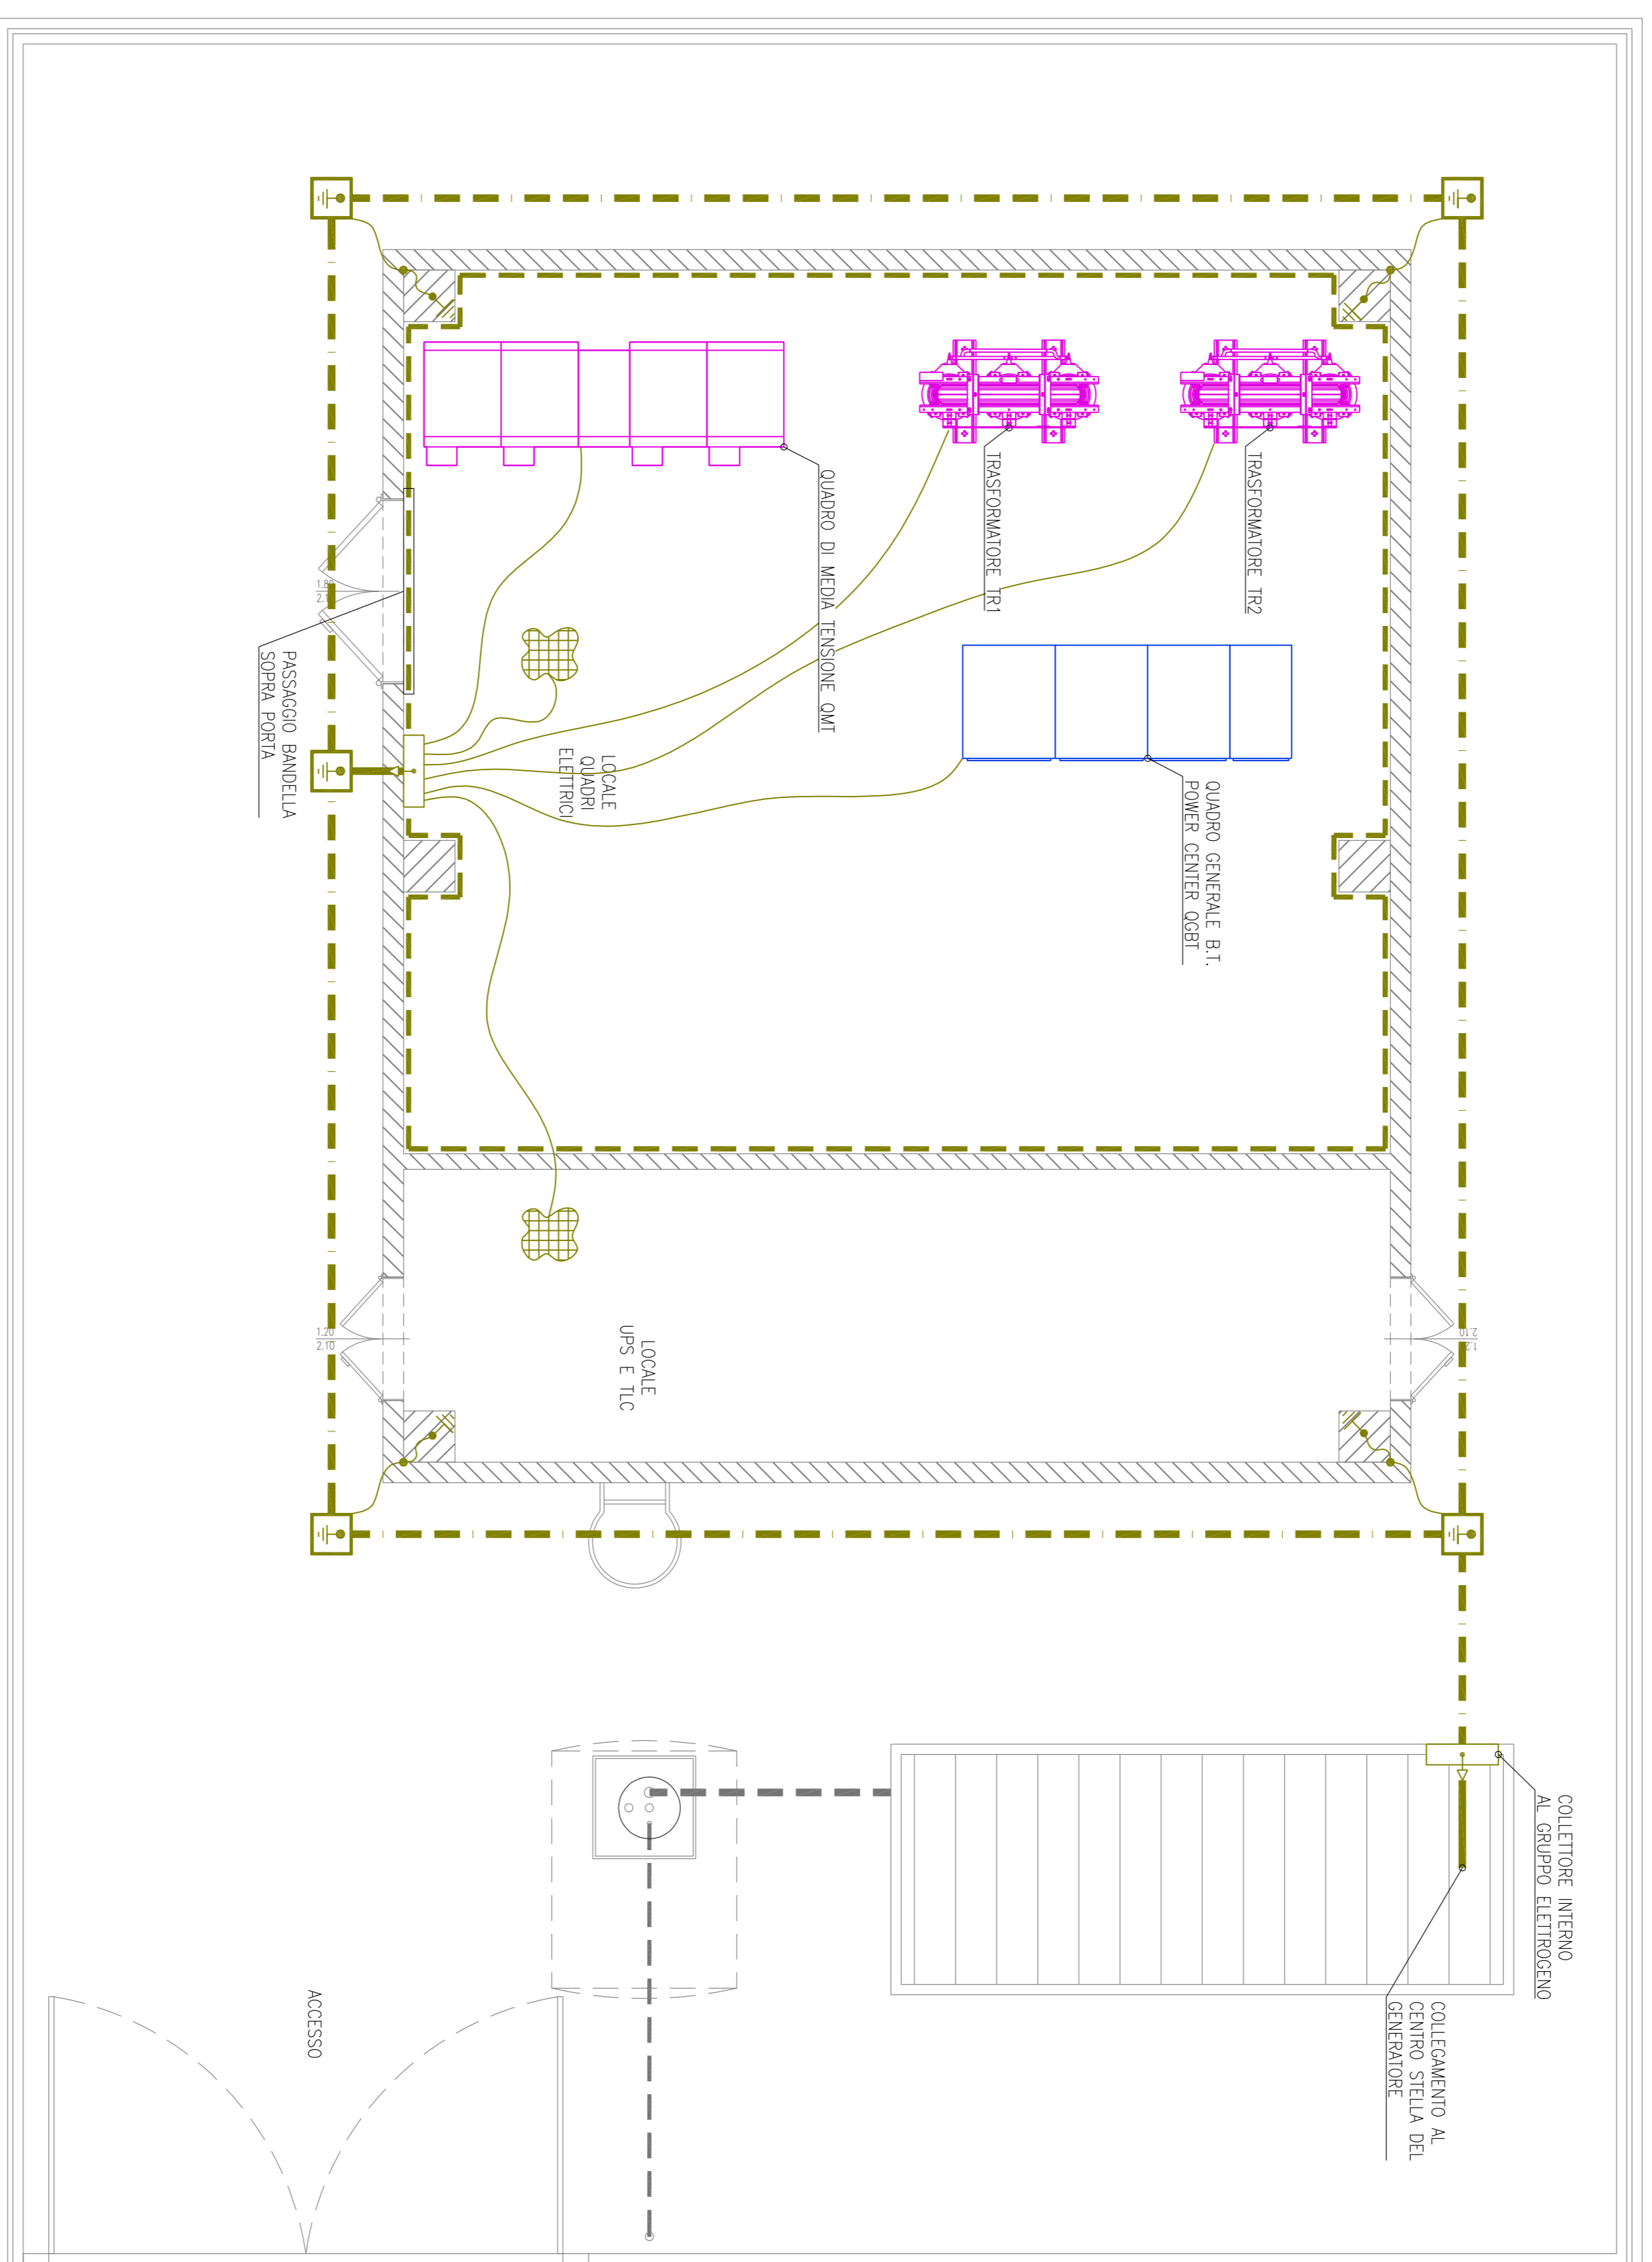 COLLETTORE INTERNO
AL GRUPPO ELETTROGENO
COLLEGAMENTO AL
CENTRO STELLA DEL
GENERATORE
TRASFORMATORE TR2
TRASFORMATORE TR1
QUADRO GENERALE B.T.
POWER CENTER QGBT
QUADRO DI MEDIA TENSIONE QMT
LOCALE
QUADRI
ELETTRICI
LOCALE
UPS E TLC
PASSAGGIO BANDELLA
SOPRA PORTA
ACCESSO
1.20
2.10
2.10